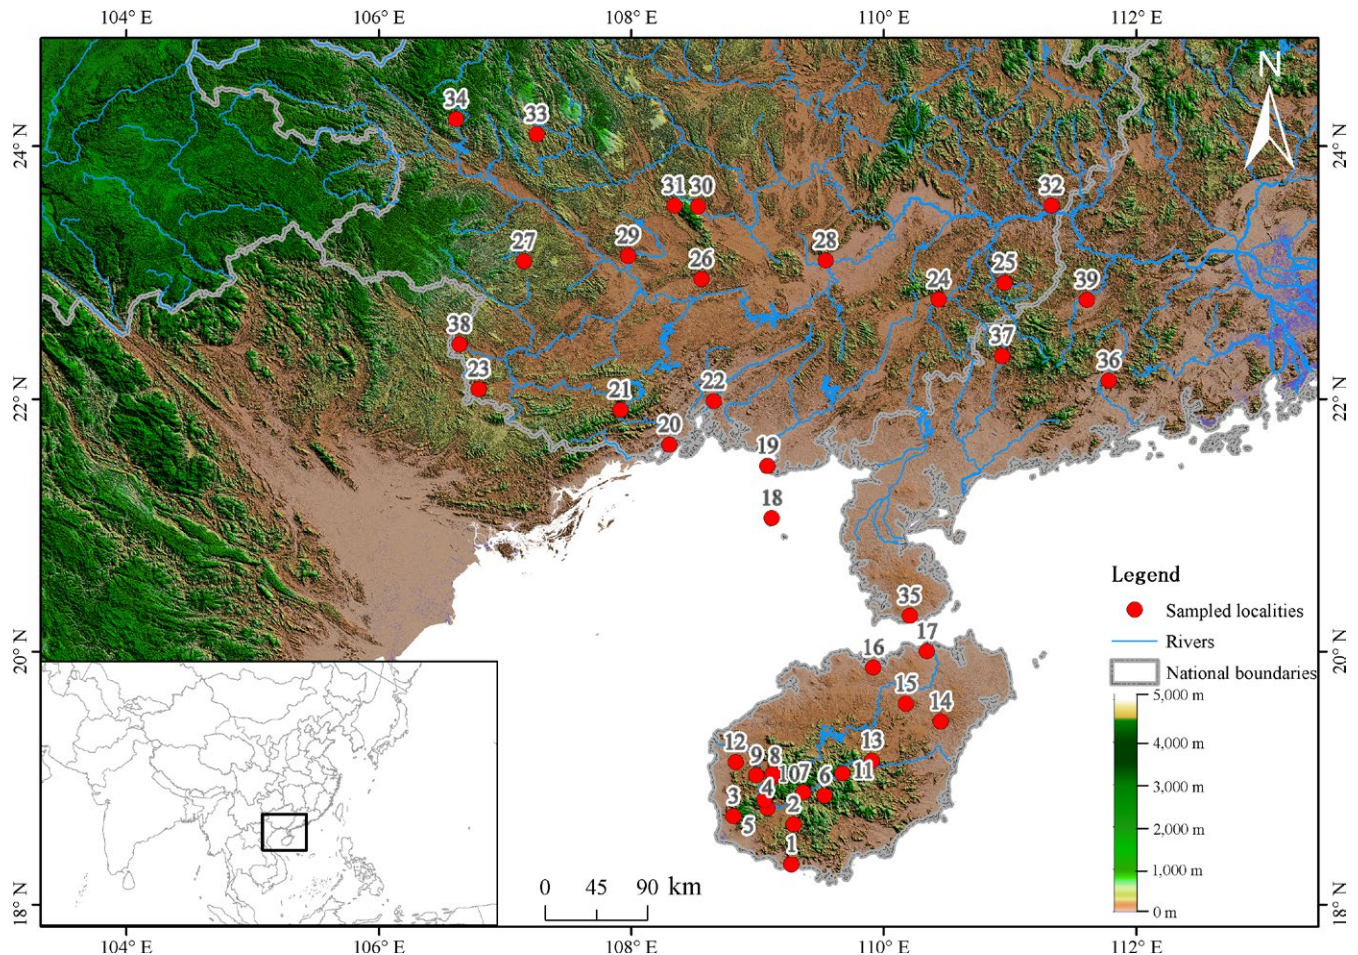 104° E 106° E 108° E 110° E 112° E
N
34 33
24° N 24° N
31 30 32
27 29 28
26 25
24 39
38 37
23 36
22° N 21 22 22° N
20
19
18
Legend
35 Sampled localities
17 Rivers
20° N 16 20° N
National boundaries
15 5,000 m
14
12 9 8 13 4,000 m
10 7 6 11
3 4 2 3,000 m
5
2,000 m
1
1,000 m
0 45 90 km
18° N 0 m 18° N
104° E 106° E 108° E 110° E 112° E